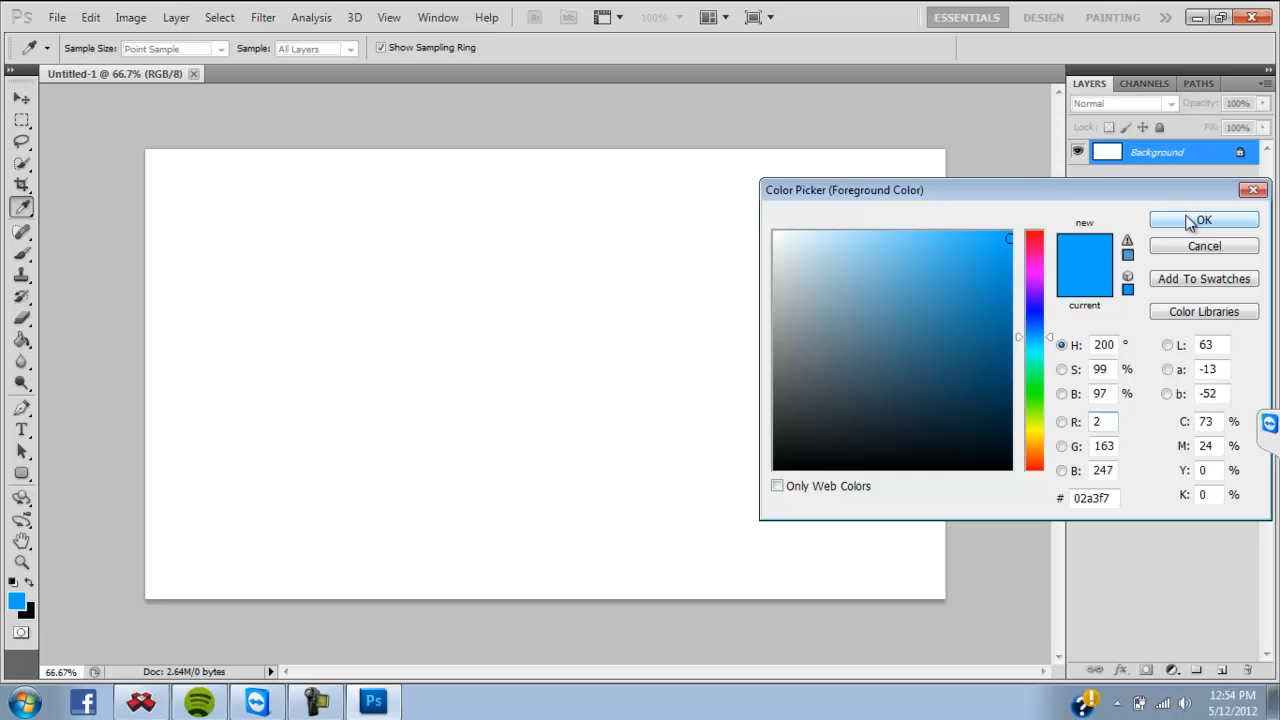 Ps File Edit Image Layer Select Filter Analysis 3D View Window Help Br Mb 100% ESSENTIALS DESIGN PAINTING
Sample Size: Point Sample Sample: All Layers Show Sampling Ring
Untitled-1 @ 66.7% (RGB/8)
LAYERS CHANNELS PATHS
Normal Opacity: 100%
Lock: Fill: 100%
Background
Color Picker (Foreground Color)
new
current
OK
Cancel
Add To Swatches
Color Libraries
H: 200 ° L: 63
S: 99 % a: -13
B: 97 % b: -52
R: 2 C: 73 %
G: 163 M: 24 %
B: 247 Y: 0 %
# 02a3f7 K: 0 %
Only Web Colors
T
66.67% Doc: 2.64M/0 bytes
fx
f Ps ?
12:54 PM
5/12/2012